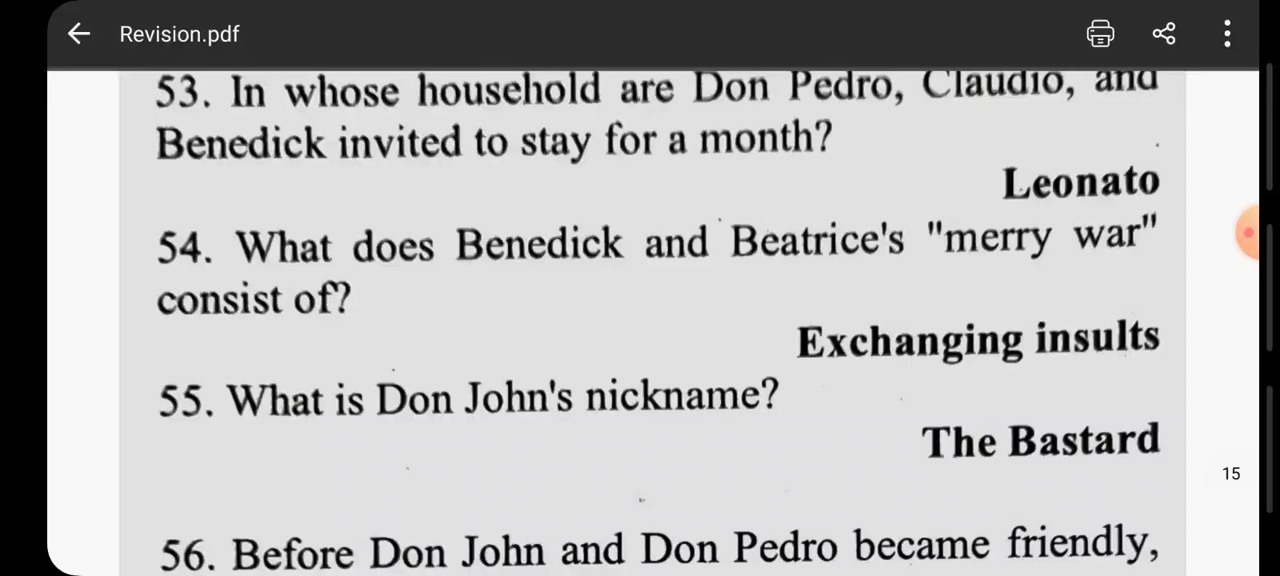 Revision.pdf
53. In whose household are Don Pedro, Claudio, and
Benedick invited to stay for a month?
Leonato
54. What does Benedick and Beatrice's "merry war"
consist of?
Exchanging insults
55. What is Don John's nickname?
The Bastard
15
56. Before Don John and Don Pedro became friendly,